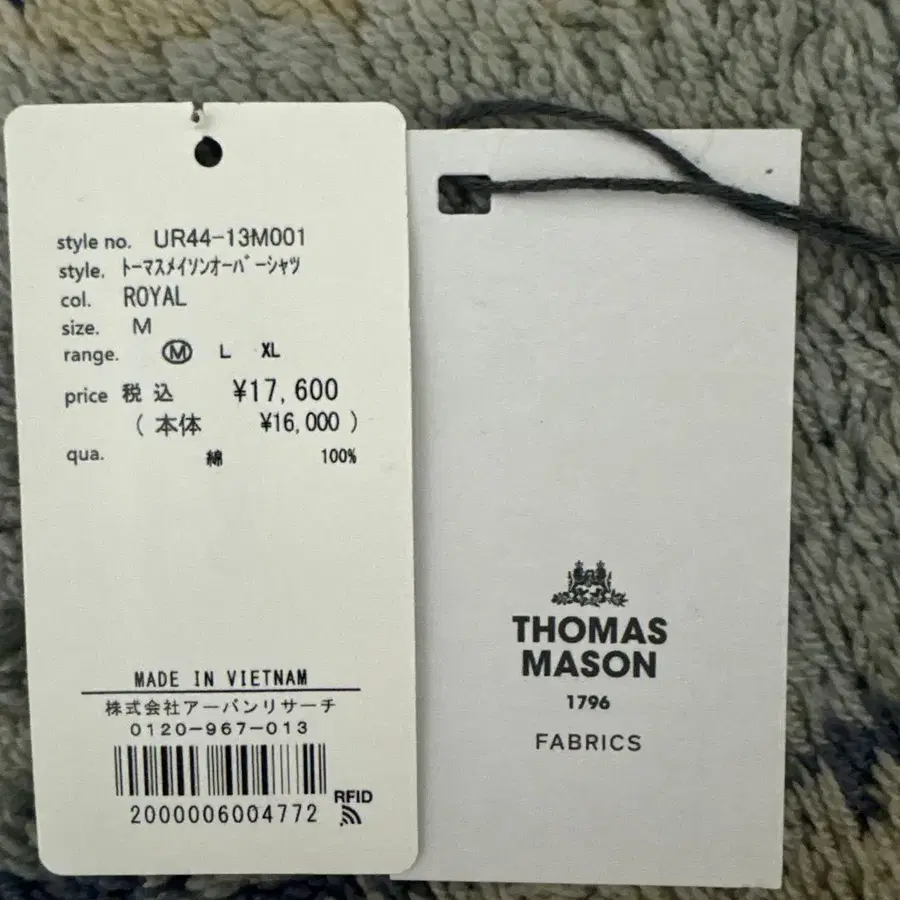 style no. UR44-13M001
style. ﾄｰﾏｽﾒｲｿﾝｵｰﾊﾞｰｼｬﾂ
col. ROYAL
size. M
range. Ⓜ L XL
price 税込 ¥17,600
(本体 ¥16,000)
qua. 綿 100%
MADE IN VIETNAM
株式会社アーバンリサーチ
0120-967-013
2000006004772
RFID
THOMAS
MASON
1796
FABRICS